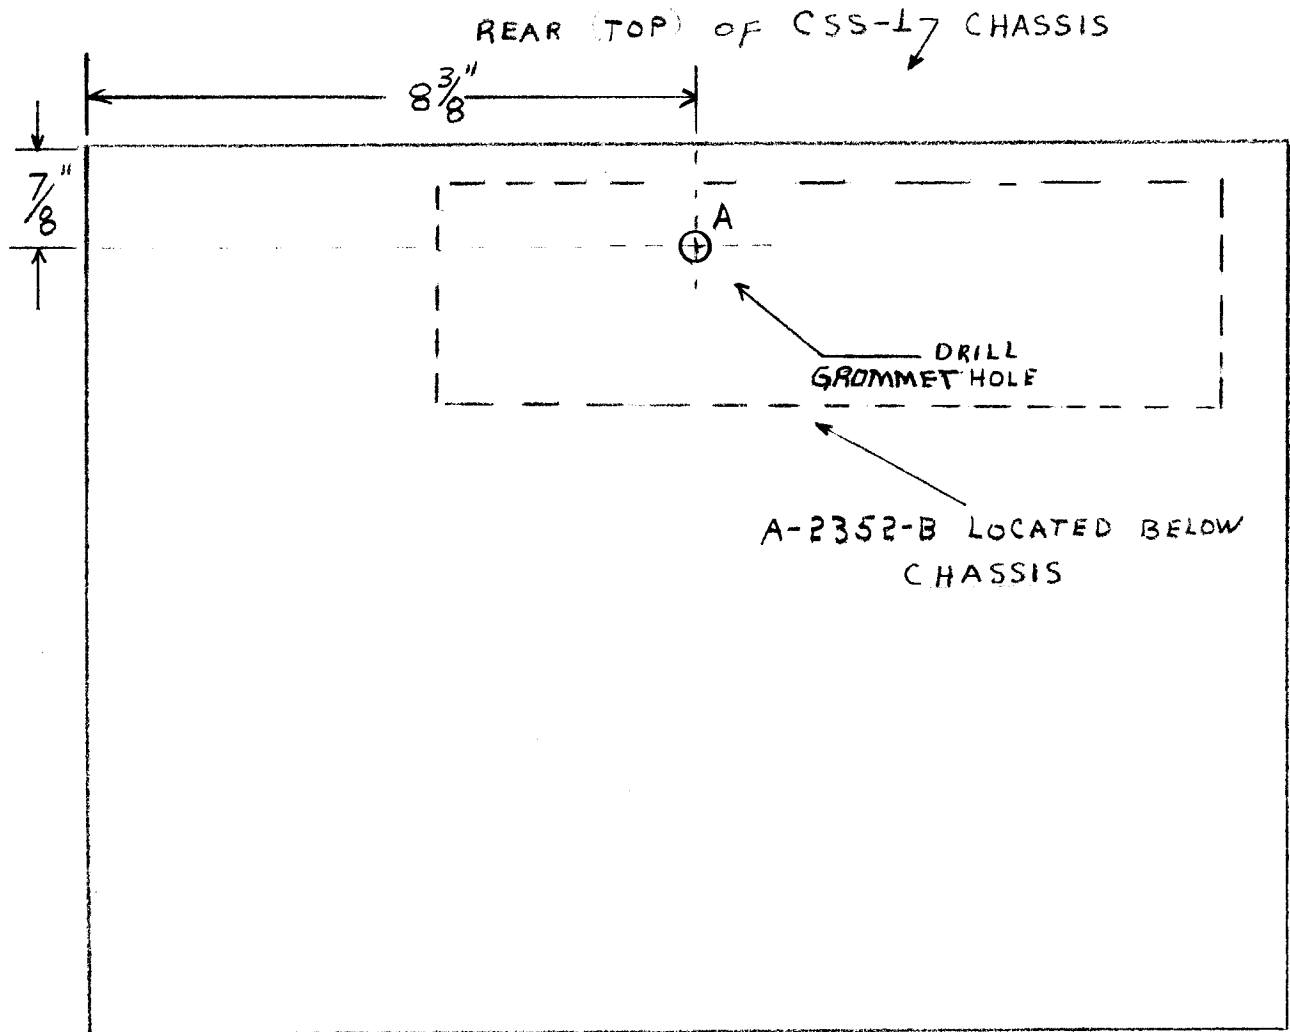 REAR (TOP) OF CSS-1 CHASSIS
8 3/8"
7/8"
A
DRILL
GROMMET HOLE
A-2352-B LOCATED BELOW
CHASSIS